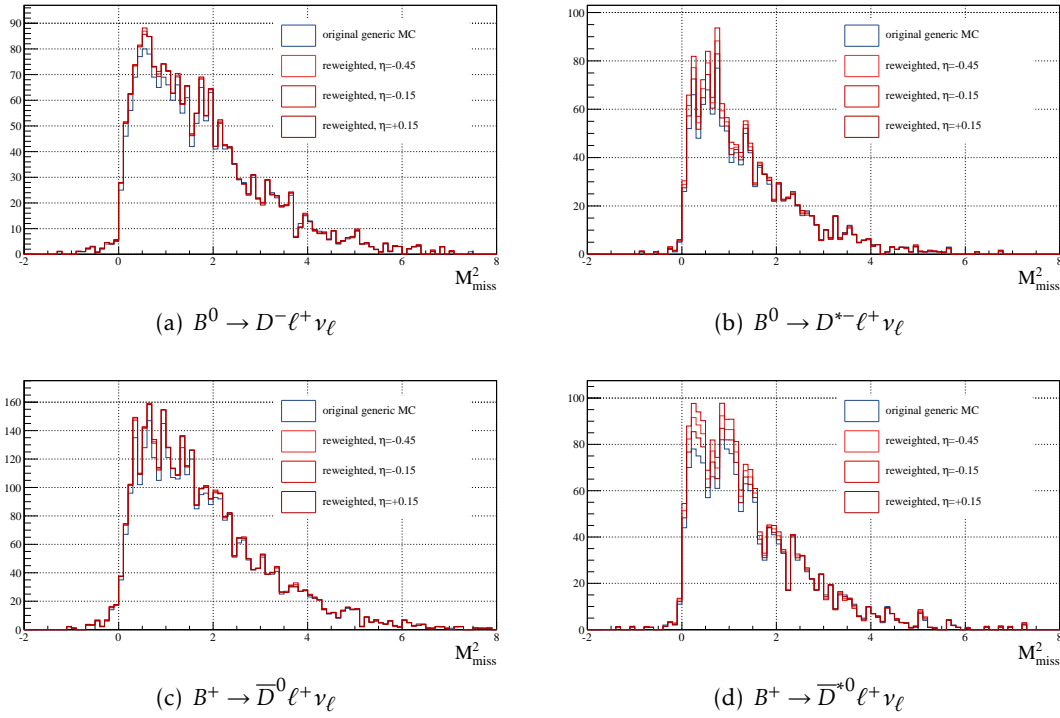 90
80
70
60
50
40
30
20
10
0
-2 0 2 4 6 8
M²miss
original generic MC
reweighted, η=-0.45
reweighted, η=-0.15
reweighted, η=+0.15
(a) B⁰ → D⁻ℓ⁺νℓ
100
80
60
40
20
0
-2 0 2 4 6 8
M²miss
original generic MC
reweighted, η=-0.45
reweighted, η=-0.15
reweighted, η=+0.15
(b) B⁰ → D*⁻ℓ⁺νℓ
160
140
120
100
80
60
40
20
0
-2 0 2 4 6 8
M²miss
original generic MC
reweighted, η=-0.45
reweighted, η=-0.15
reweighted, η=+0.15
(c) B⁺ → D̅⁰ℓ⁺νℓ
100
80
60
40
20
0
-2 0 2 4 6 8
M²miss
original generic MC
reweighted, η=-0.45
reweighted, η=-0.15
reweighted, η=+0.15
(d) B⁺ → D̅*⁰ℓ⁺νℓ